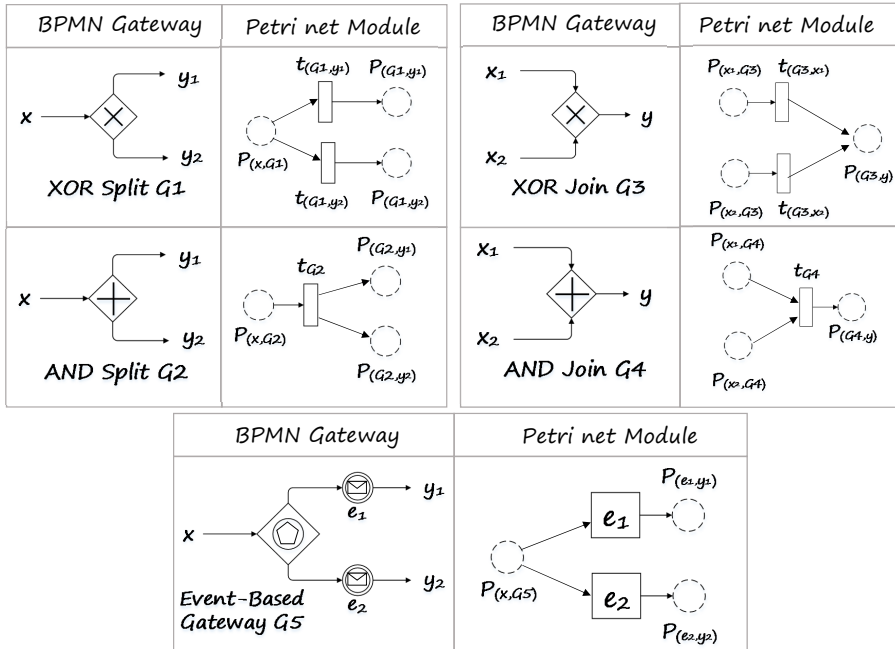 BPMN Gateway
Petri net Module
x
y1
y2
XOR Split G1
P(x,G1)
t(G1,y1)
P(G1,y1)
t(G1,y2)
P(G1,y2)
BPMN Gateway
Petri net Module
x1
x2
y
XOR Join G3
P(x1,G3)
t(G3,x1)
P(x2,G3)
t(G3,x2)
P(G3,y)
x
y1
y2
AND Split G2
P(x,G2)
tG2
P(G2,y1)
P(G2,y2)
x1
x2
y
AND Join G4
P(x1,G4)
P(x2,G4)
tG4
P(G4,y)
BPMN Gateway
Petri net Module
x
e1
y1
e2
y2
Event-Based
Gateway G5
P(x,G5)
e1
P(e1,y1)
e2
P(e2,y2)